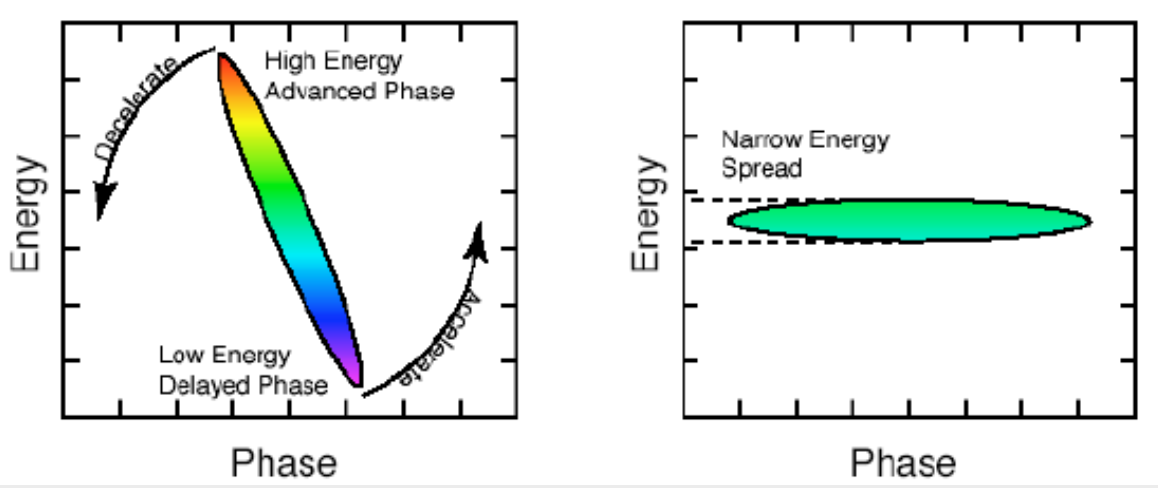 Energy
Decelerate
High Energy
Advanced Phase
Accelerate
Low Energy
Delayed Phase
Phase
Energy
Narrow Energy
Spread
Phase